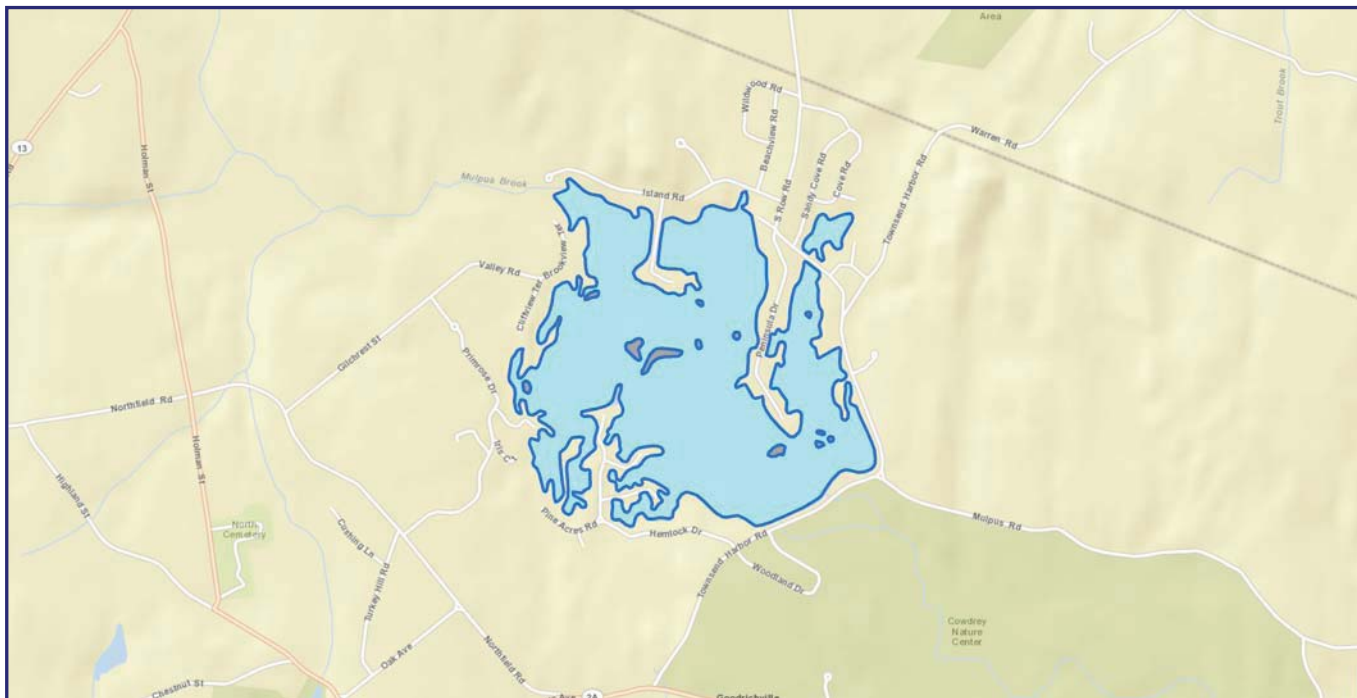 Area
Wildwood Rd
Beachview Rd
Trout Brook
Warren Rd
13
Holman St
Mulpus Brook
Island Rd
S Row Rd
Sandy Cove Rd
Cove Rd
Townsend Harbor Rd
Valley Rd
Cliffview Ter
Brookview Ter
Peninsula Dr
Gilchrest St
Primrose Dr
Northfield Rd
Holman St
Iris
Highland St
North
Cemetery
Cushing Ln
Pine Acres Rd
Hemlock Dr
Townsend Harbor Rd
Mulpus Rd
Woodland Dr
Turkey Hill Rd
Cowdrey
Nature
Center
Oak Ave
Northfield Rd
Chestnut St
2A
Goodrichville